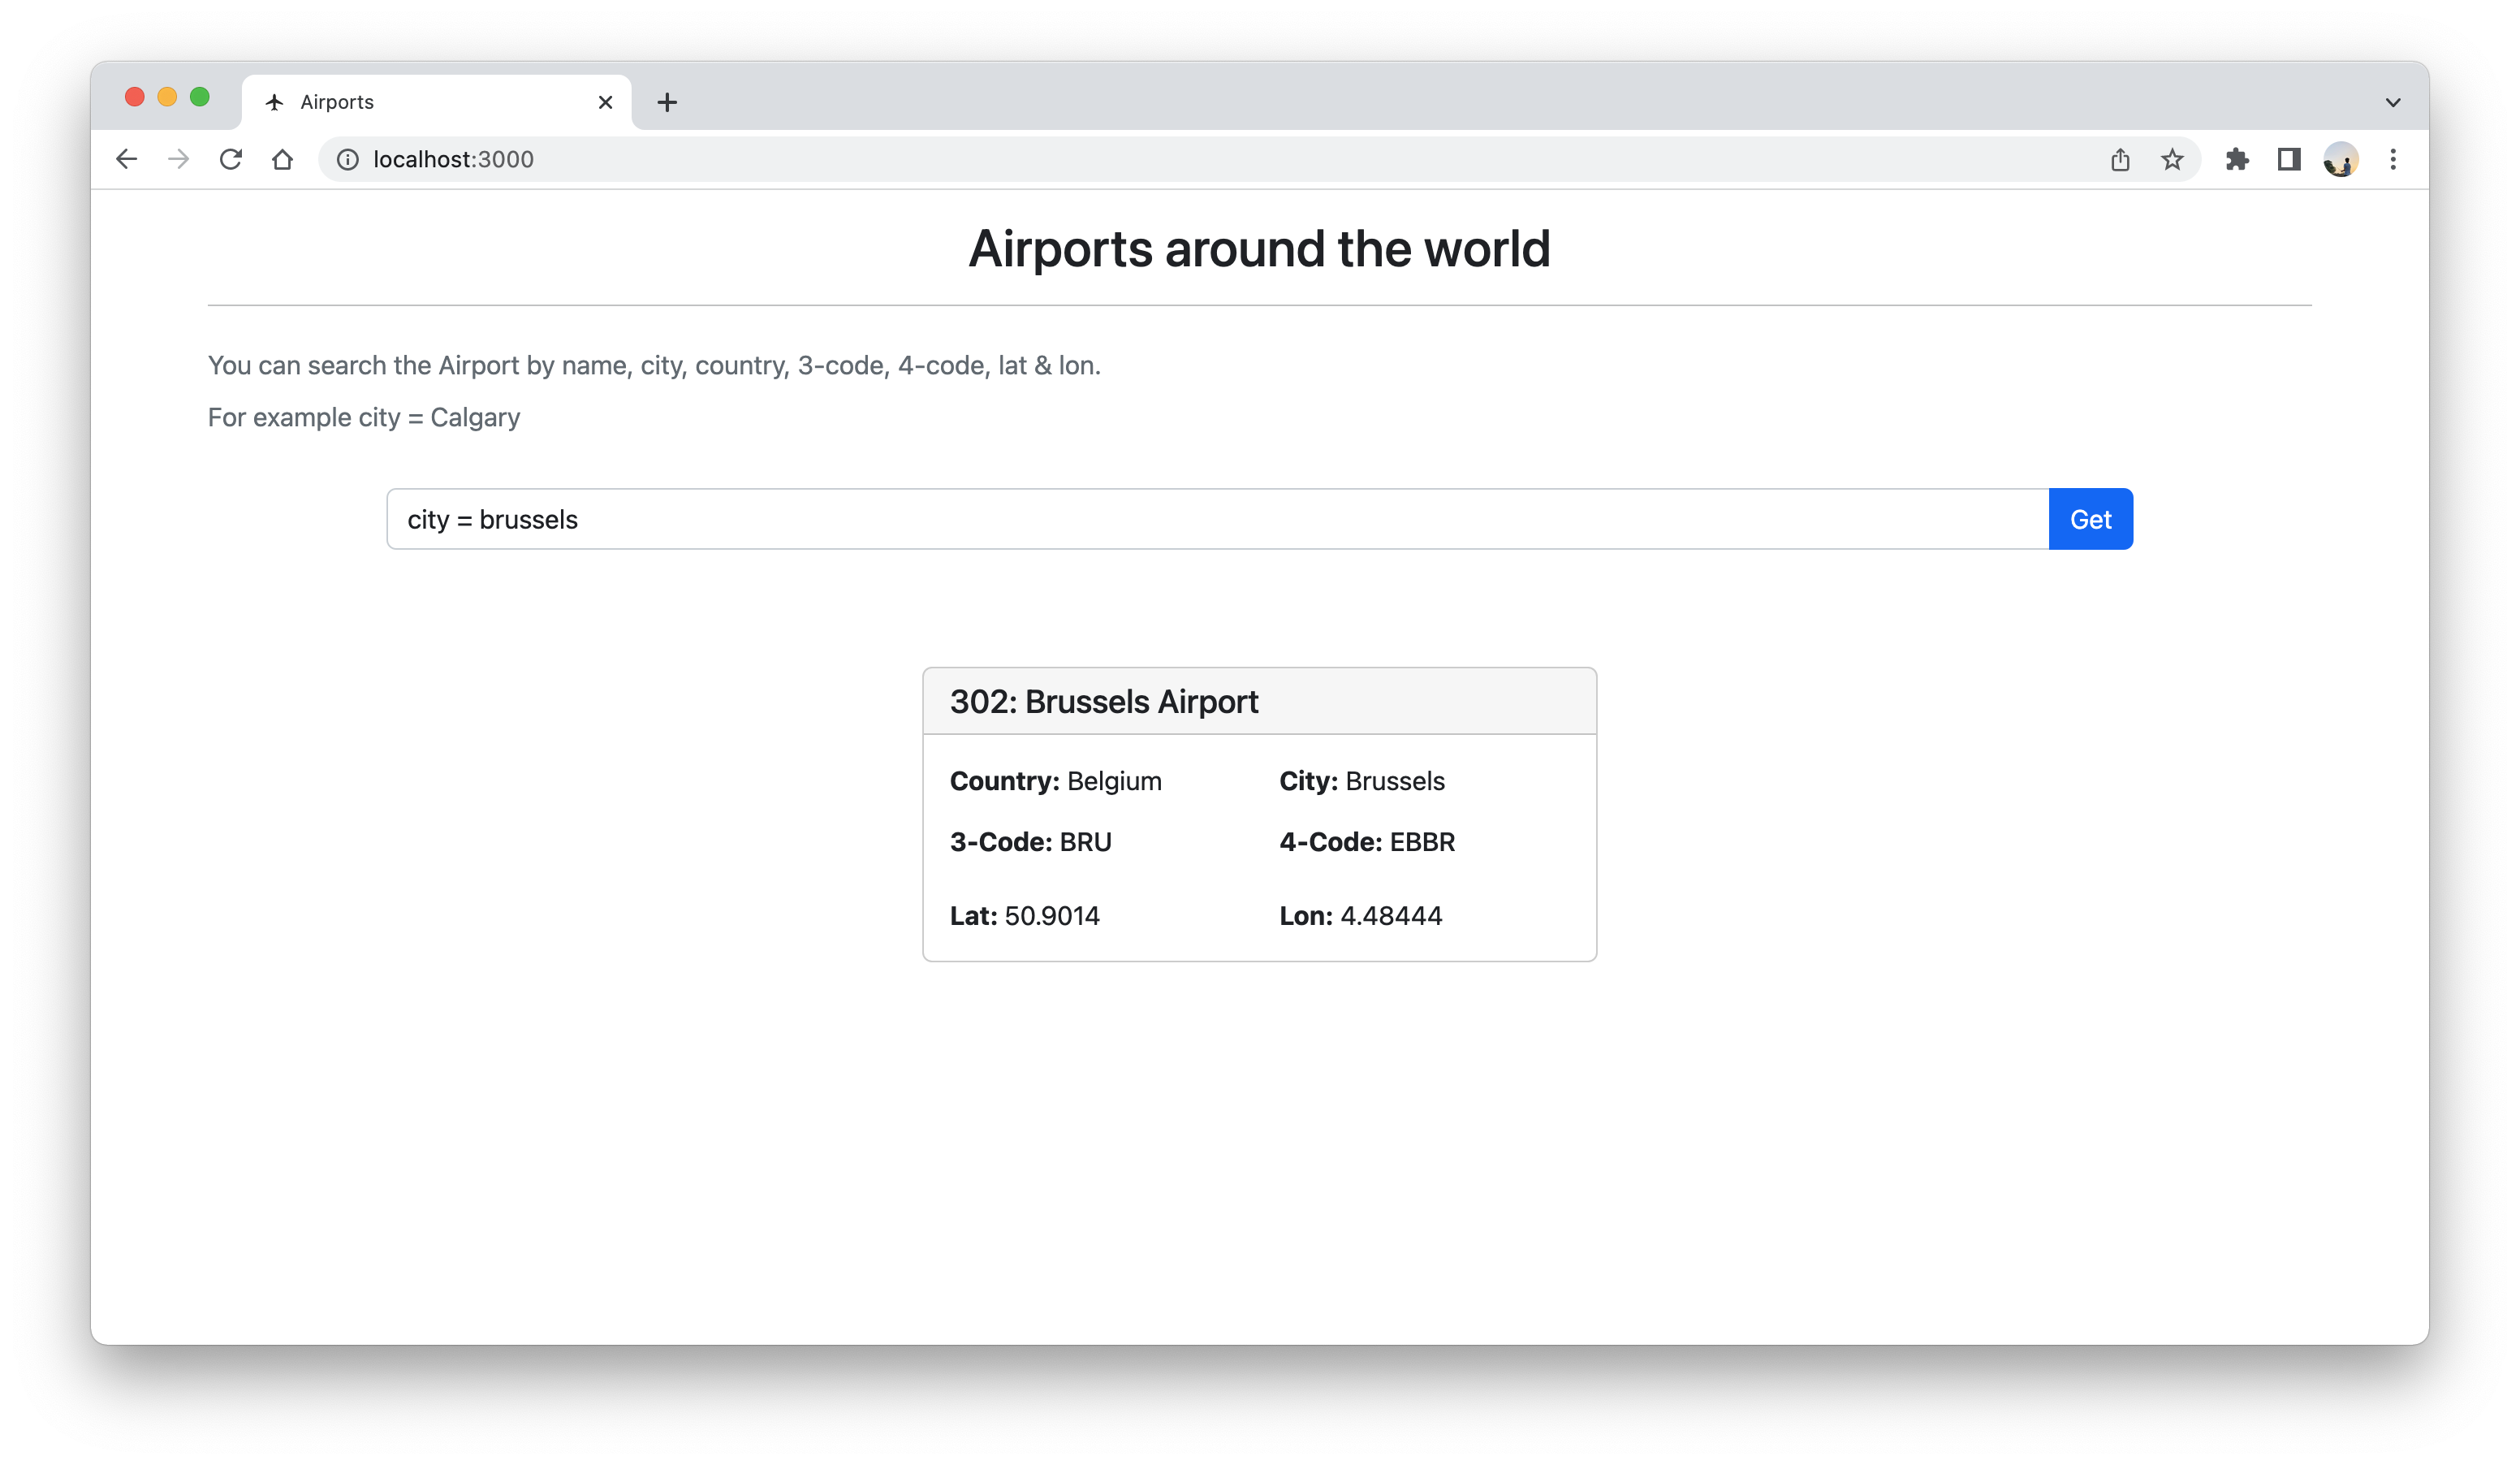 Airports
localhost:3000
Airports around the world
You can search the Airport by name, city, country, 3-code, 4-code, lat & lon.
For example city = Calgary
city = brussels
Get
302: Brussels Airport
Country: Belgium City: Brussels
3-Code: BRU 4-Code: EBBR
Lat: 50.9014 Lon: 4.48444